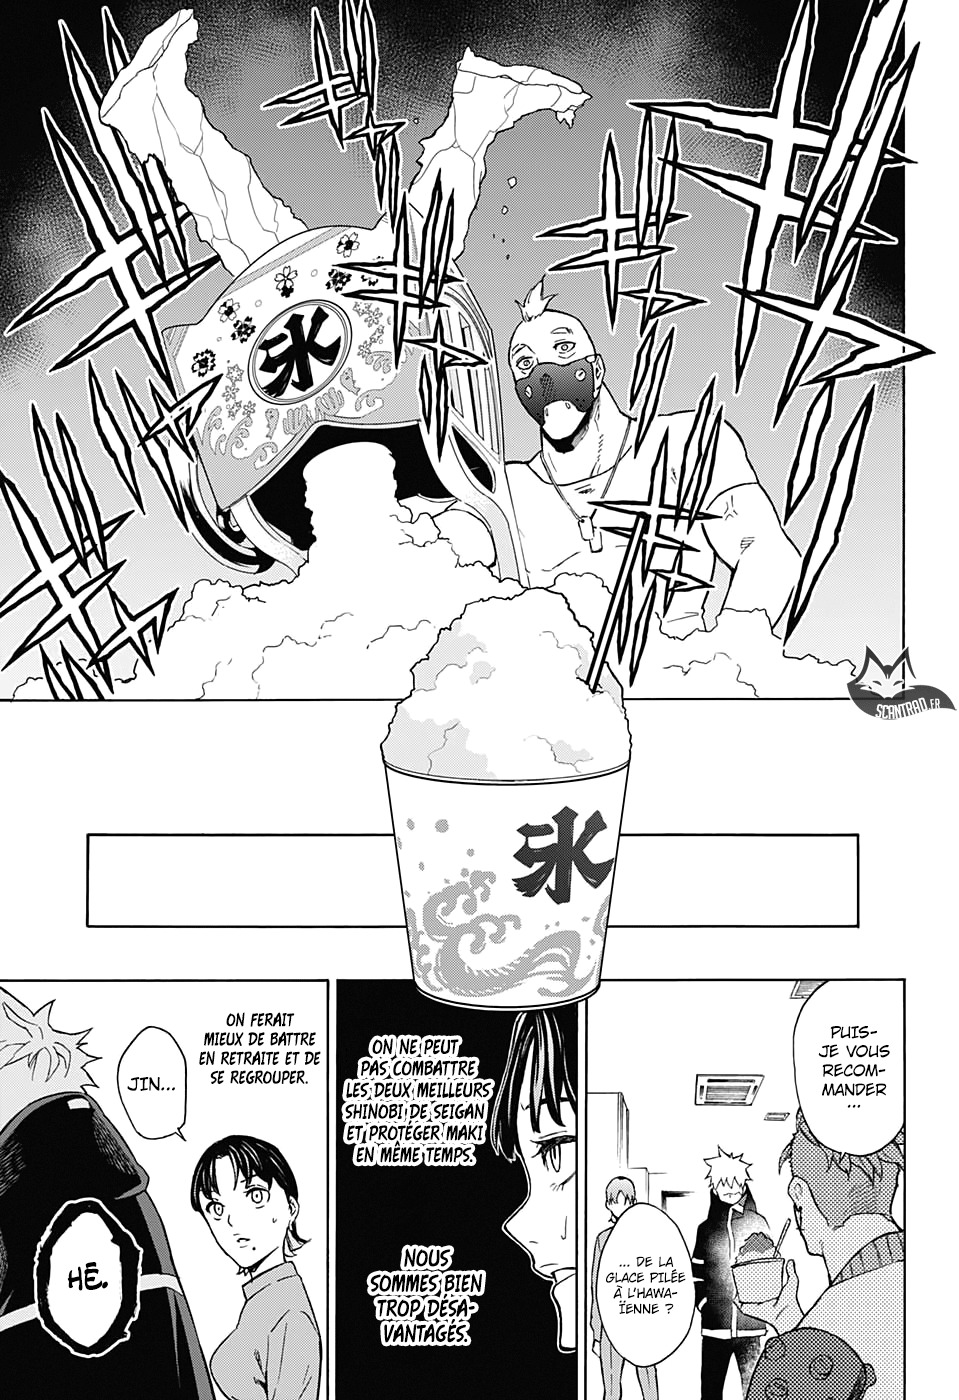 氷
SCANTRAD.FR
氷
PUIS-
JE VOUS
RECOM-
MANDER
...
... DE LA
GLACE PILÉE
À L'HAWA-
ÏENNE ?
ON NE PEUT
PAS COMBATTRE
LES DEUX MEILLEURS
SHINOBI DE SEIGAN
ET PROTÉGER MAKI
EN MÊME TEMPS.
NOUS
SOMMES BIEN
TROP DÉSA-
VANTAGÉS.
ON FERAIT
MIEUX DE BATTRE
EN RETRAITE ET DE
SE REGROUPER.
JIN...
HÉ.